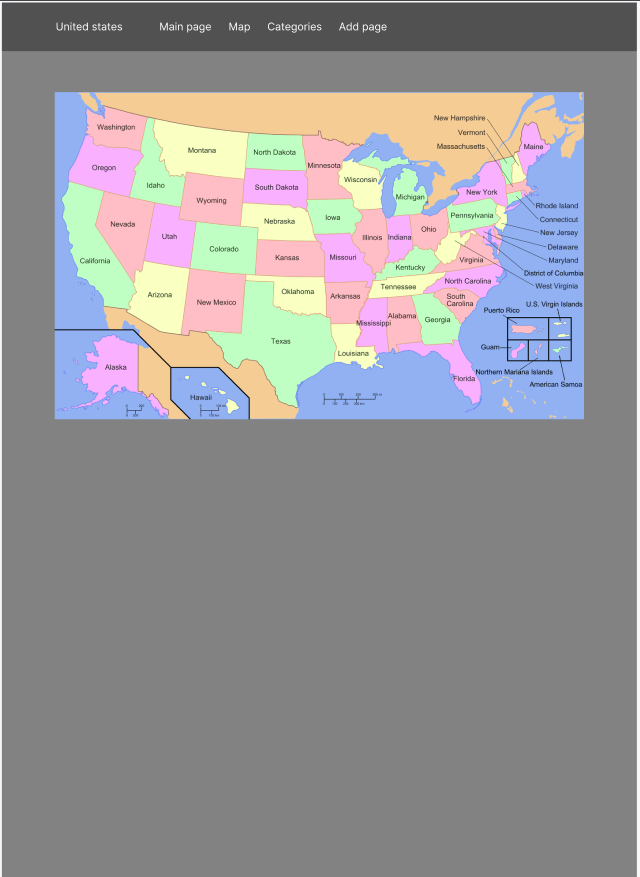 United states
Main page
Map
Categories
Add page
New Hampshire
Vermont
Massachusetts
Washington
Montana
North Dakota
Minnesota
Maine
Oregon
Idaho
Wisconsin
South Dakota
Michigan
New York
Wyoming
Rhode Island
Connecticut
Pennsylvania
Nevada
Nebraska
Iowa
Ohio
New Jersey
Utah
Illinois
Indiana
Delaware
Colorado
Kansas
Missouri
Maryland
California
Kentucky
Virginia
District of Columbia
North Carolina
West Virginia
Tennessee
Arizona
Oklahoma
New Mexico
Arkansas
South
Carolina
U.S. Virgin Islands
Puerto Rico
Alabama
Mississippi
Georgia
Texas
Guam
Louisiana
Alaska
Northern Mariana Islands
Florida
American Samoa
Hawaii